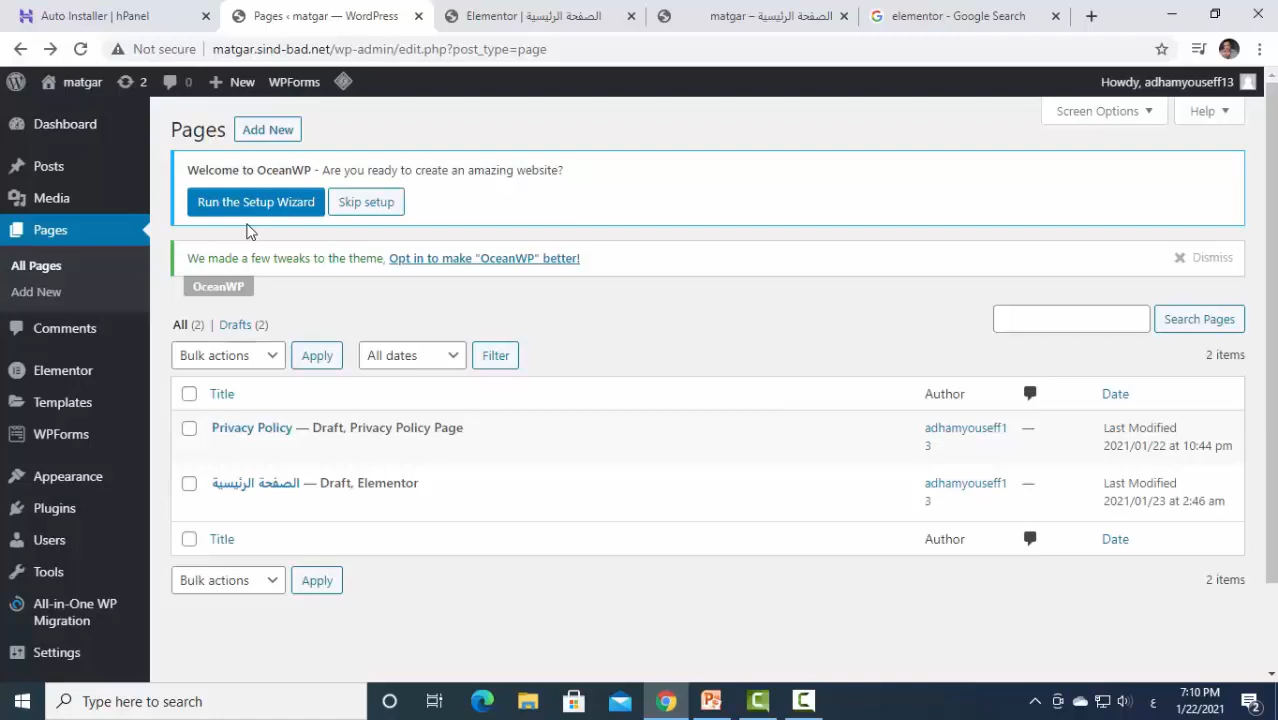 Auto Installer | hPanel
Pages ‹ matgar — WordPress
Elementor | الصفحة الرئيسية
الصفحة الرئيسية – matgar
elementor - Google Search
Not secure
matgar.sind-bad.net/wp-admin/edit.php?post_type=page
matgar
2
0
New
WPForms
Howdy, adhamyouseff13
Screen Options
Help
Dashboard
Posts
Media
Pages
All Pages
Add New
Comments
Elementor
Templates
WPForms
Appearance
Plugins
Users
Tools
All-in-One WP
Migration
Settings
Pages
Add New
Welcome to OceanWP - Are you ready to create an amazing website?
Run the Setup Wizard
Skip setup
We made a few tweaks to the theme, Opt in to make "OceanWP" better!
Dismiss
OceanWP
All (2) | Drafts (2)
Search Pages
Bulk actions
Apply
All dates
Filter
2 items
Title
Author
Date
Privacy Policy — Draft, Privacy Policy Page
adhamyouseff1
3
—
Last Modified
2021/01/22 at 10:44 pm
الصفحة الرئيسية — Draft, Elementor
adhamyouseff1
3
—
Last Modified
2021/01/23 at 2:46 am
Title
Author
Date
Bulk actions
Apply
2 items
Type here to search
ع
7:10 PM
1/22/2021
2